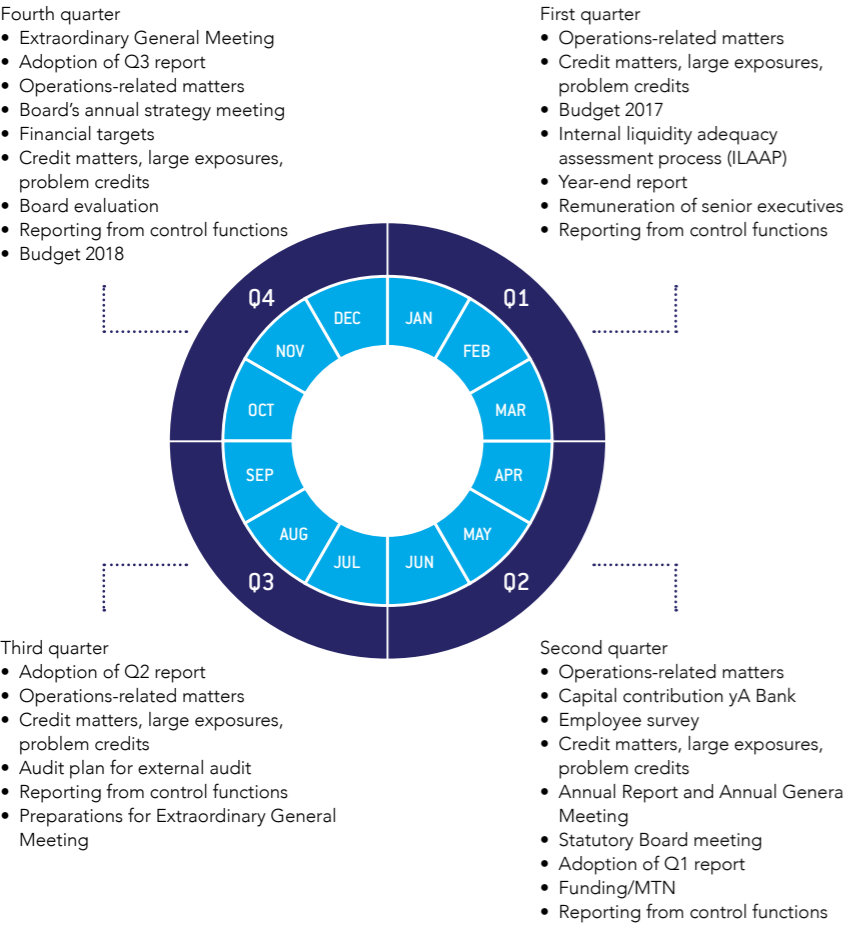 Fourth quarter
• Extraordinary General Meeting
• Adoption of Q3 report
• Operations-related matters
• Board's annual strategy meeting
• Financial targets
• Credit matters, large exposures,
problem credits
• Board evaluation
• Reporting from control functions
• Budget 2018
First quarter
• Operations-related matters
• Credit matters, large exposures,
problem credits
• Budget 2017
• Internal liquidity adequacy
assessment process (ILAAP)
• Year-end report
• Remuneration of senior executives
• Reporting from control functions
Q4
Q1
DEC
JAN
NOV
FEB
OCT
MAR
SEP
APR
AUG
MAY
JUL
JUN
Q3
Q2
Third quarter
• Adoption of Q2 report
• Operations-related matters
• Credit matters, large exposures,
problem credits
• Audit plan for external audit
• Reporting from control functions
• Preparations for Extraordinary General
Meeting
Second quarter
• Operations-related matters
• Capital contribution yA Bank
• Employee survey
• Credit matters, large exposures,
problem credits
• Annual Report and Annual Genera
Meeting
• Statutory Board meeting
• Adoption of Q1 report
• Funding/MTN
• Reporting from control functions